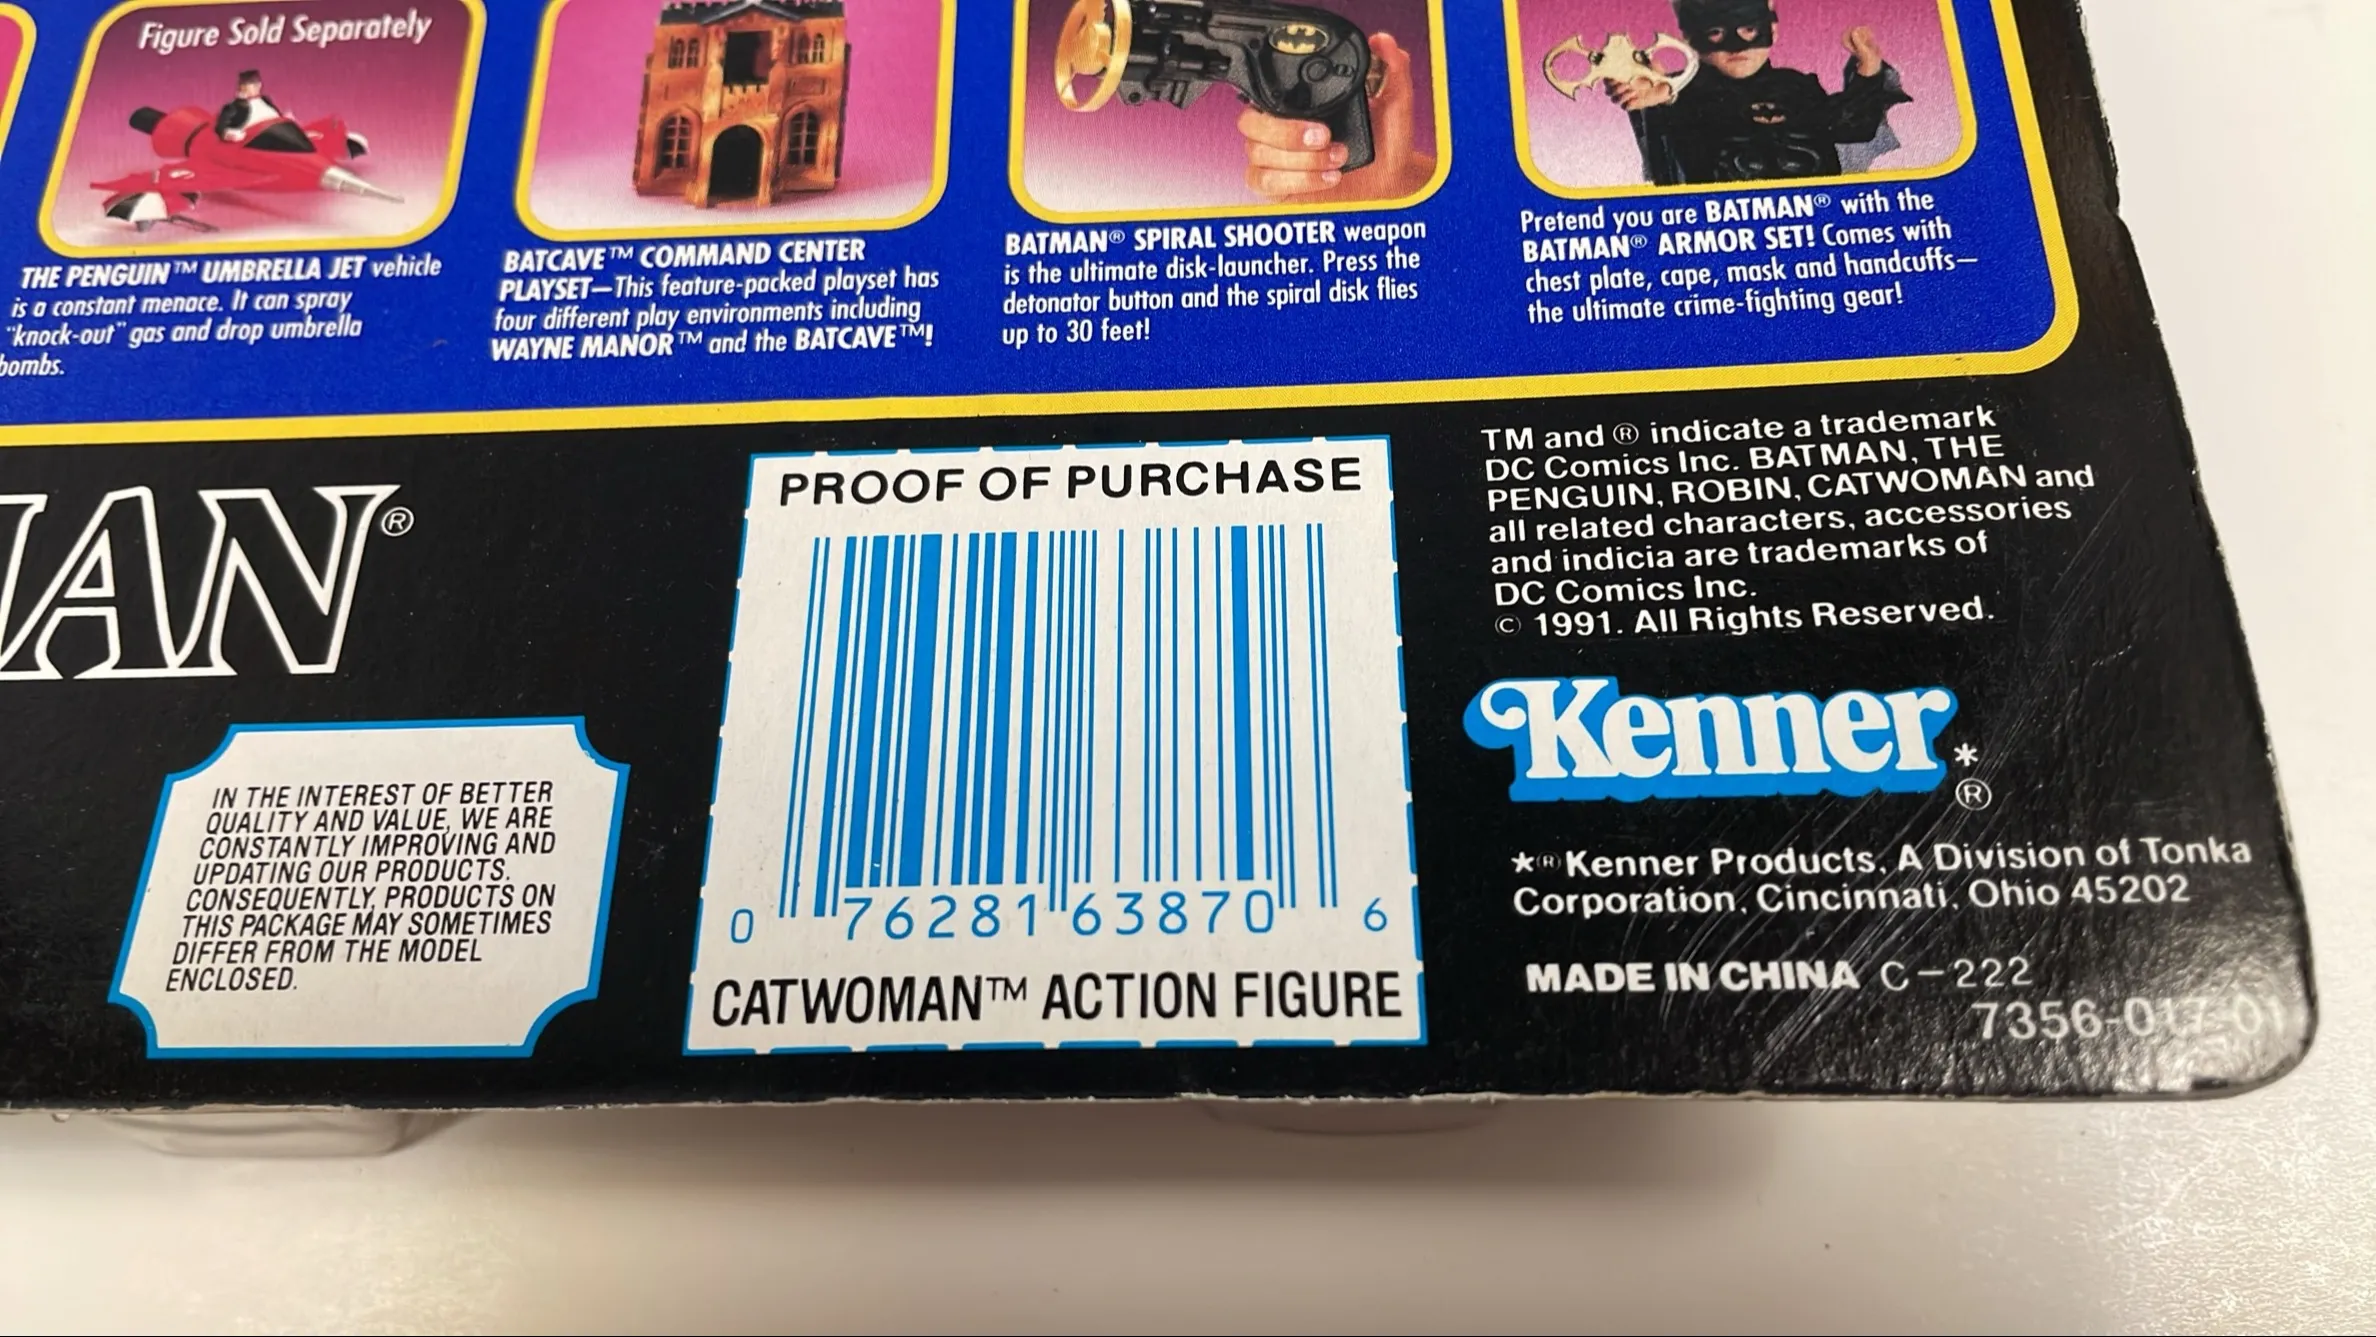 Figure Sold Separately
THE PENGUIN™ UMBRELLA JET vehicle
is a constant menace. It can spray
"knock-out" gas and drop umbrella
bombs.
BATCAVE™ COMMAND CENTER
PLAYSET—This feature-packed playset has
four different play environments including
WAYNE MANOR™ and the BATCAVE™!
BATMAN® SPIRAL SHOOTER weapon
is the ultimate disk-launcher. Press the
detonator button and the spiral disk flies
up to 30 feet!
Pretend you are BATMAN® with the
BATMAN® ARMOR SET! Comes with
chest plate, cape, mask and handcuffs—
the ultimate crime-fighting gear!
AN®
IN THE INTEREST OF BETTER
QUALITY AND VALUE, WE ARE
CONSTANTLY IMPROVING AND
UPDATING OUR PRODUCTS.
CONSEQUENTLY, PRODUCTS ON
THIS PACKAGE MAY SOMETIMES
DIFFER FROM THE MODEL
ENCLOSED.
PROOF OF PURCHASE
0 76281 63870 6
CATWOMAN™ ACTION FIGURE
TM and ® indicate a trademark
DC Comics Inc. BATMAN, THE
PENGUIN, ROBIN, CATWOMAN and
all related characters, accessories
and indicia are trademarks of
DC Comics Inc.
© 1991. All Rights Reserved.
Kenner*®
*® Kenner Products, A Division of Tonka
Corporation, Cincinnati, Ohio 45202
MADE IN CHINA C-222
7356-017-01